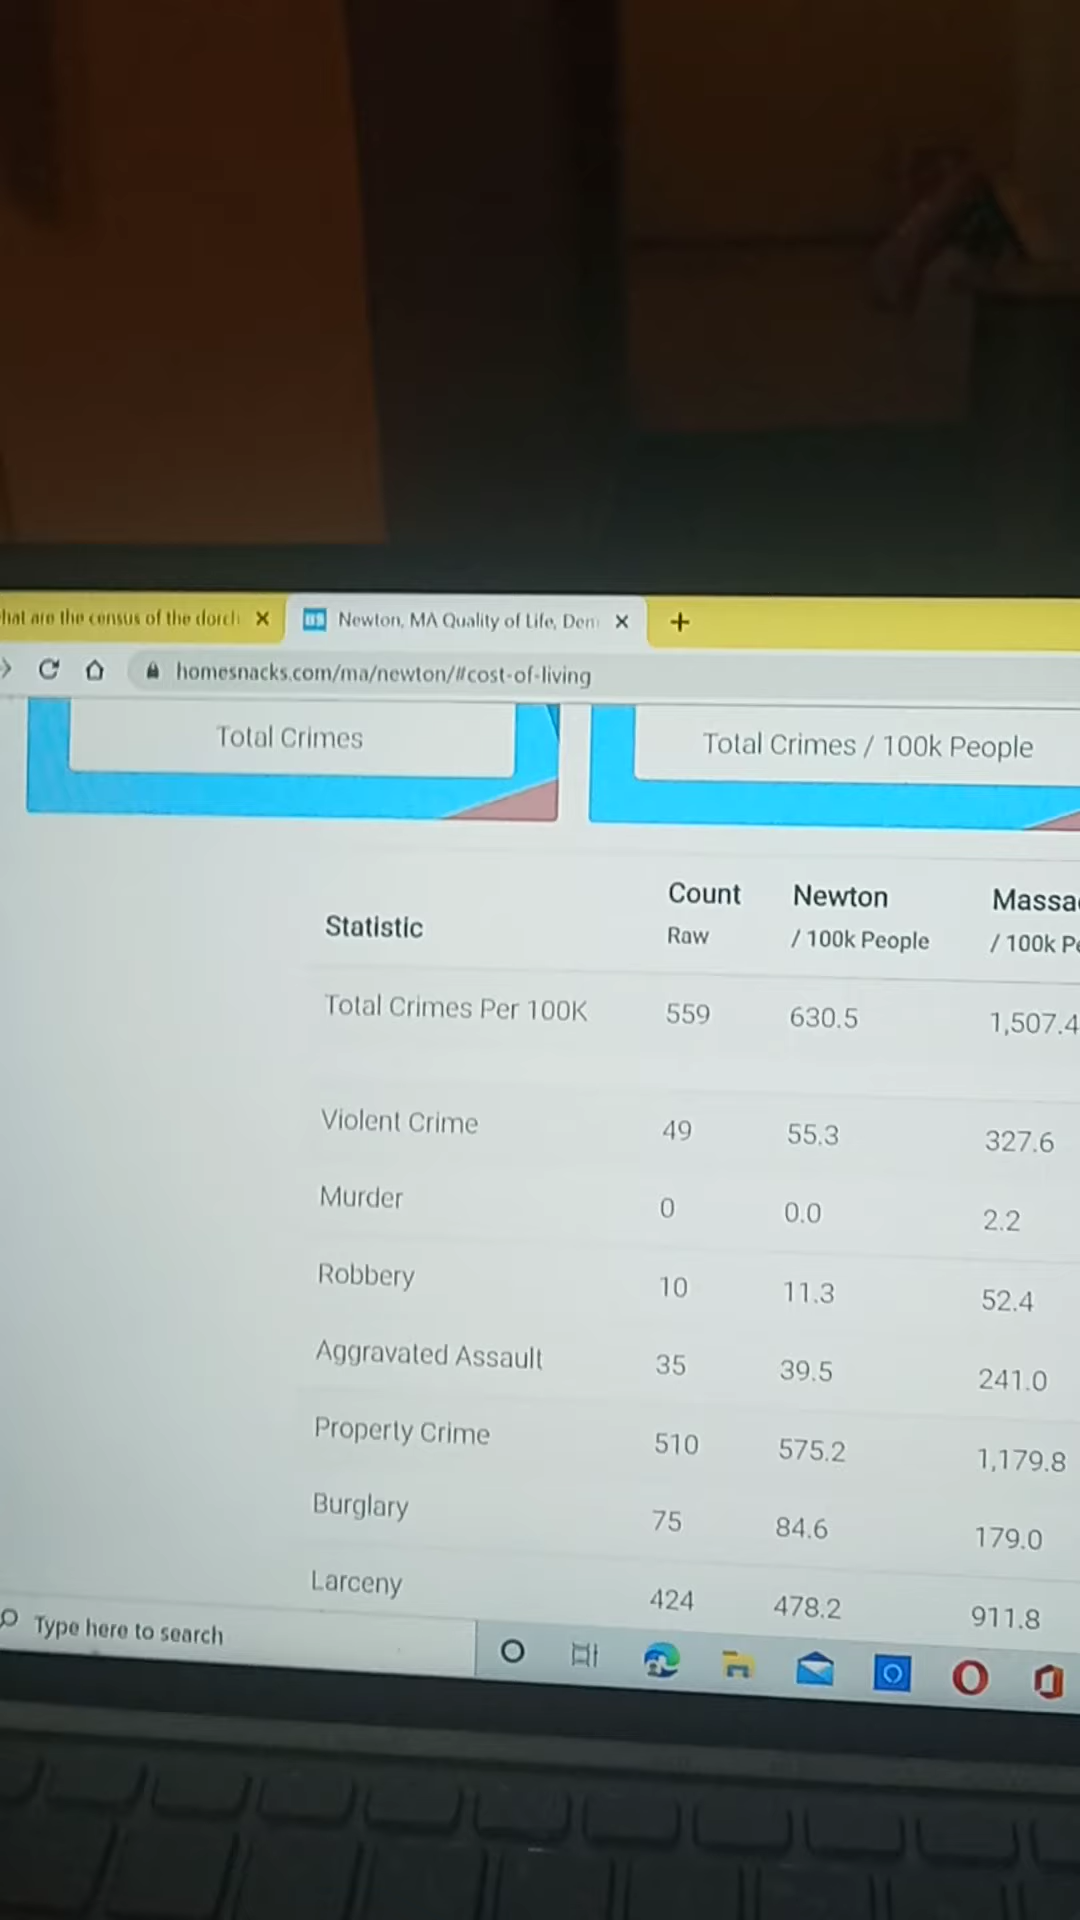 hat are the census of the dorch
Newton, MA Quality of Life, Dem
homesnacks.com/ma/newton/#cost-of-living
Total Crimes
Total Crimes / 100k People
Statistic
Count
Raw
Newton
/ 100k People
Massa
/ 100k Pe
Total Crimes Per 100K 559 630.5 1,507.4
Violent Crime 49 55.3 327.6
Murder 0 0.0 2.2
Robbery 10 11.3 52.4
Aggravated Assault 35 39.5 241.0
Property Crime 510 575.2 1,179.8
Burglary 75 84.6 179.0
Larceny 424 478.2 911.8
Type here to search